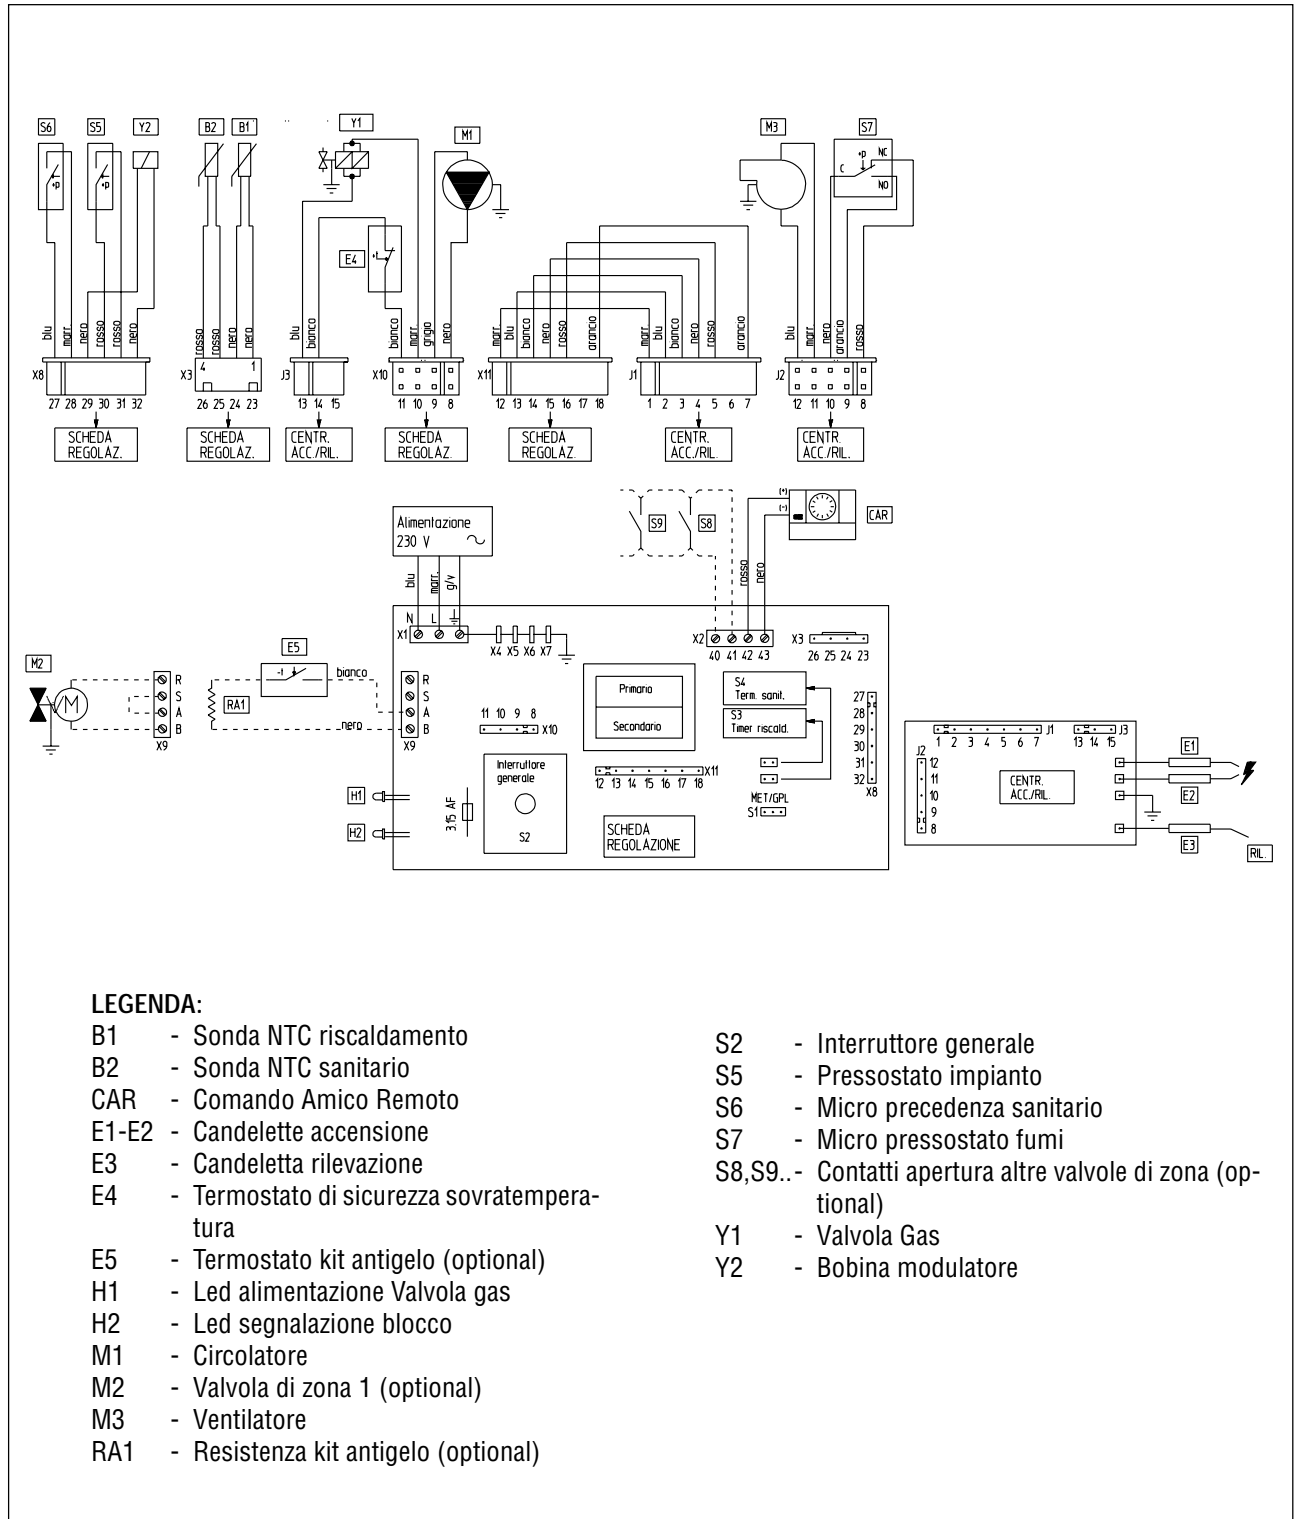 S6 S5 Y2 B2 B1 Y1 M1 M3 S7
+p +p +p NC
C NO
E4 +t
blu marr. nero rosso rosso nero
rosso rosso nero nero
blu bianco
bianco marr. grigio nero
marr. blu bianco nero rosso arancio
marr. blu bianco nero rosso arancio
blu marr. nero arancio rosso
X8 X3 4 1 J3 X10 X11 J1 J2
27 28 29 30 31 32
26 25 24 23
13 14 15
11 10 9 8
12 13 14 15 16 17 18
1 2 3 4 5 6 7
12 11 10 9 8
SCHEDA
REGOLAZ.
SCHEDA
REGOLAZ.
CENTR.
ACC./RIL.
SCHEDA
REGOLAZ.
SCHEDA
REGOLAZ.
CENTR.
ACC./RIL.
CENTR.
ACC./RIL.
Alimentazione
230 V
blu marr. g/v
S9 S8
rosso nero
(+)
(-)
CAR
N L
X1 X4 X5 X6 X7
X2 40 41 42 43
X3 26 25 24 23
M2 M
R
S
A
B
X9
RA1 E5 -t bianco
nero
R
S
A
B
X9
11 10 9 8 X10
Primario
Secondario
S4
Term. sanit.
S3
Timer riscald.
27
28
29
30
31
32
X8
Interruttore
generale
S2
X11
12 13 14 15 16 17 18
MET/GPL
S1
H1
H2
3.15 AF
SCHEDA
REGOLAZIONE
J1
1 2 3 4 5 6 7
J3
13 14 15
J2
12
11
10
9
8
CENTR.
ACC./RIL.
E1
E2
E3
RIL.
LEGENDA:
B1 - Sonda NTC riscaldamento
B2 - Sonda NTC sanitario
CAR - Comando Amico Remoto
E1-E2 - Candelette accensione
E3 - Candeletta rilevazione
E4 - Termostato di sicurezza sovratempera-
tura
E5 - Termostato kit antigelo (optional)
H1 - Led alimentazione Valvola gas
H2 - Led segnalazione blocco
M1 - Circolatore
M2 - Valvola di zona 1 (optional)
M3 - Ventilatore
RA1 - Resistenza kit antigelo (optional)
S2 - Interruttore generale
S5 - Pressostato impianto
S6 - Micro precedenza sanitario
S7 - Micro pressostato fumi
S8,S9..- Contatti apertura altre valvole di zona (op-
tional)
Y1 - Valvola Gas
Y2 - Bobina modulatore